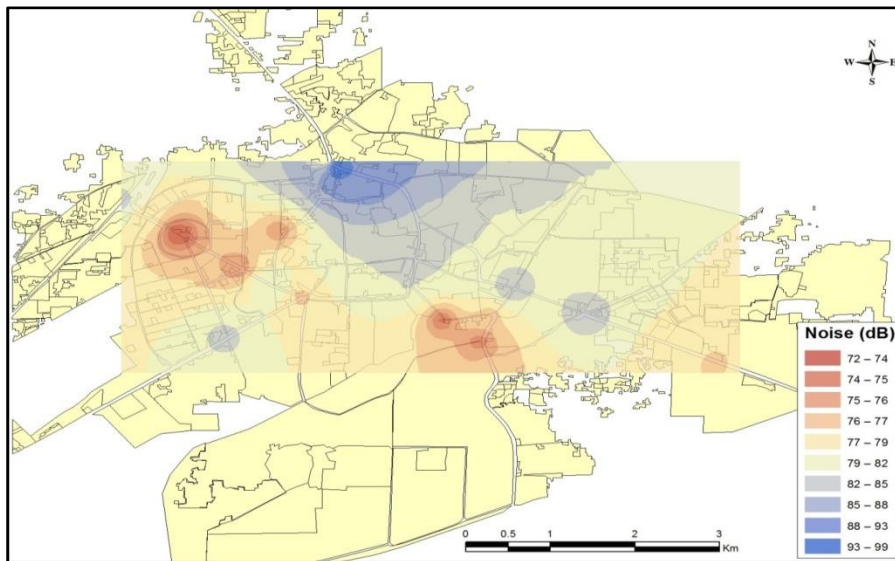 N
W E
S
Noise (dB)
72 – 74
74 – 75
75 – 76
76 – 77
77 – 79
79 – 82
82 – 85
85 – 88
88 – 93
93 – 99
0 0.5 1 2 3
Km